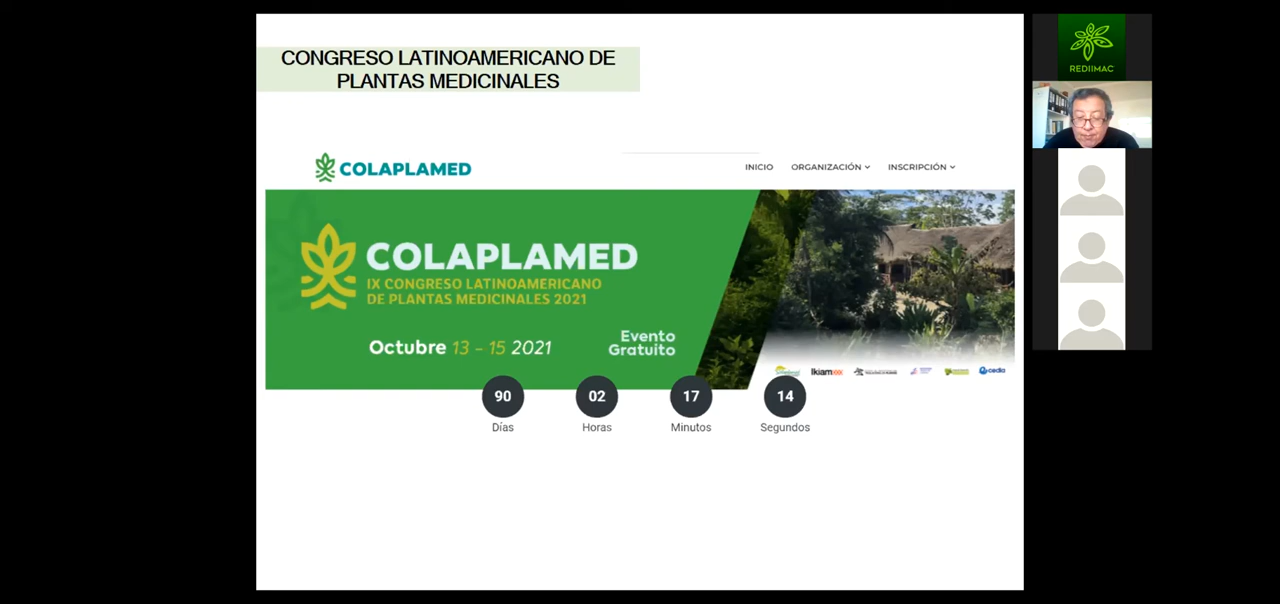 CONGRESO LATINOAMERICANO DE
PLANTAS MEDICINALES
COLAPLAMED
INICIO ORGANIZACIÓN INSCRIPCIÓN
COLAPLAMED
IX CONGRESO LATINOAMERICANO
DE PLANTAS MEDICINALES 2021
Octubre 13 - 15 2021
Evento
Gratuito
Ikiam
cedia
90 02 17 14
Días Horas Minutos Segundos
REDIIMAC